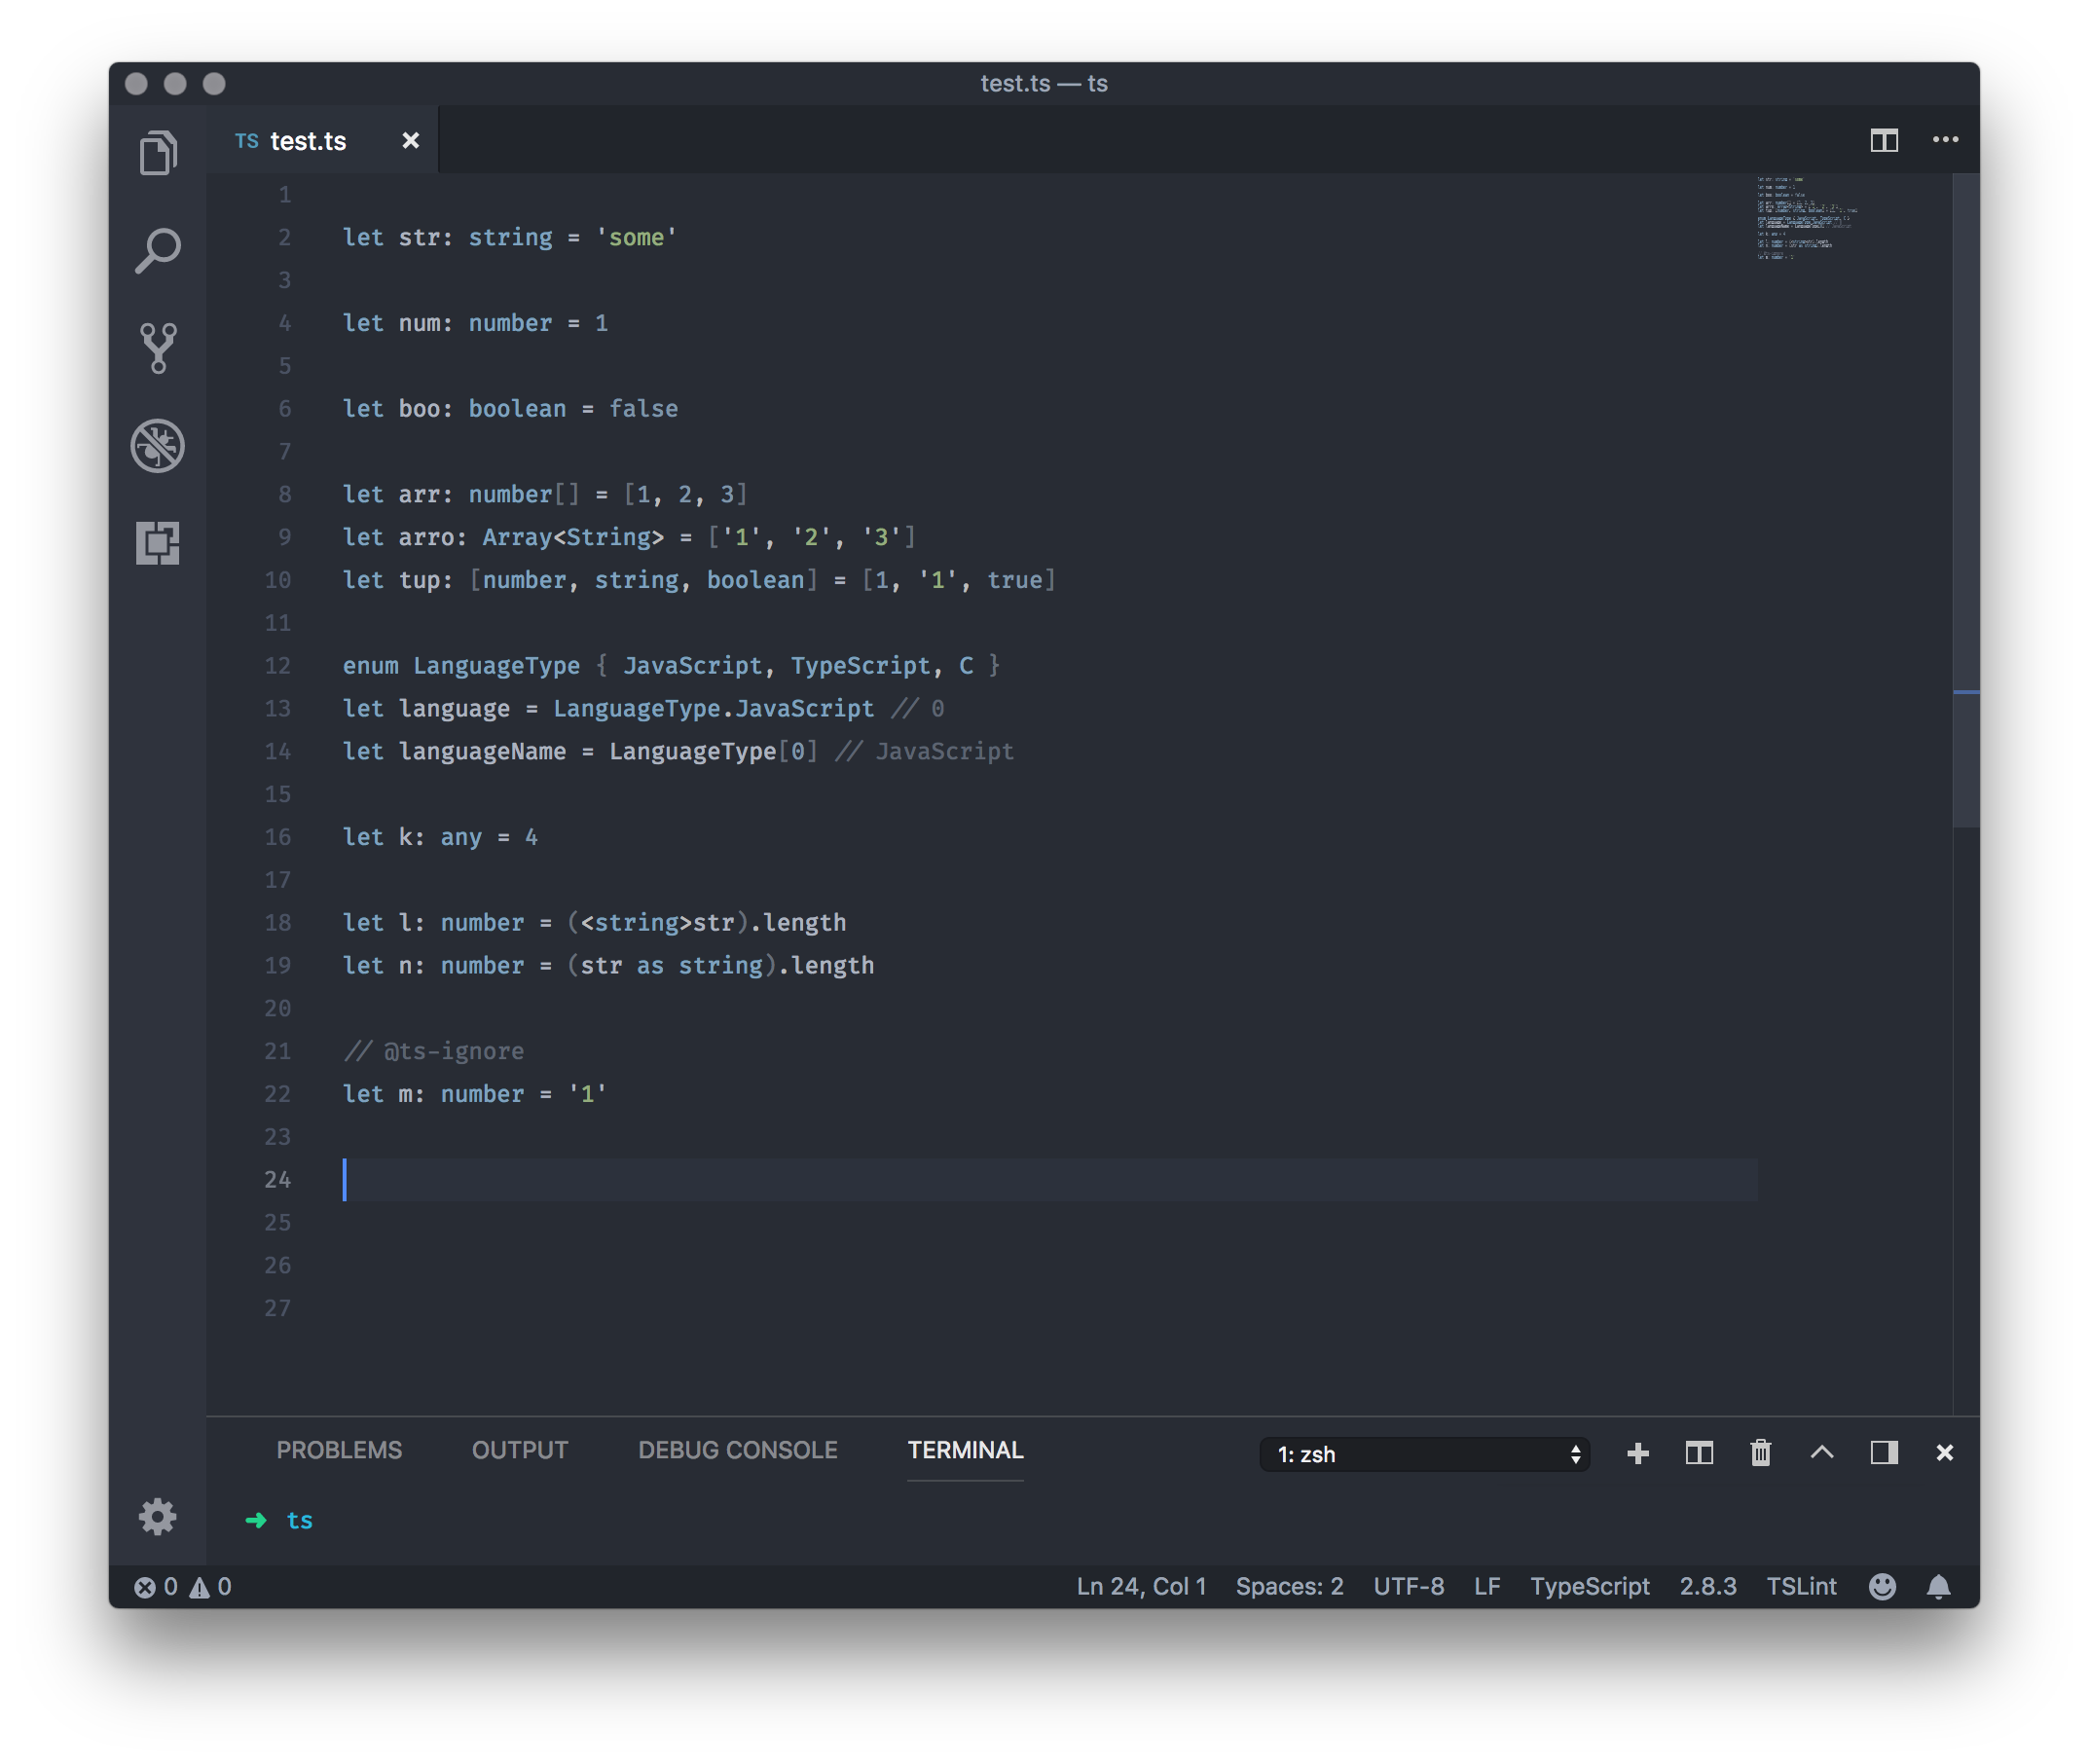 test.ts — ts
TS test.ts
1
2 let str: string = 'some'
3
4 let num: number = 1
5
6 let boo: boolean = false
7
8 let arr: number[] = [1, 2, 3]
9 let arro: Array<String> = ['1', '2', '3']
10 let tup: [number, string, boolean] = [1, '1', true]
11
12 enum LanguageType { JavaScript, TypeScript, C }
13 let language = LanguageType.JavaScript // 0
14 let languageName = LanguageType[0] // JavaScript
15
16 let k: any = 4
17
18 let l: number = (<string>str).length
19 let n: number = (str as string).length
20
21 // @ts-ignore
22 let m: number = '1'
23
24
25
26
27
PROBLEMS OUTPUT DEBUG CONSOLE TERMINAL 1: zsh
➜ ts
0 0 Ln 24, Col 1 Spaces: 2 UTF-8 LF TypeScript 2.8.3 TSLint